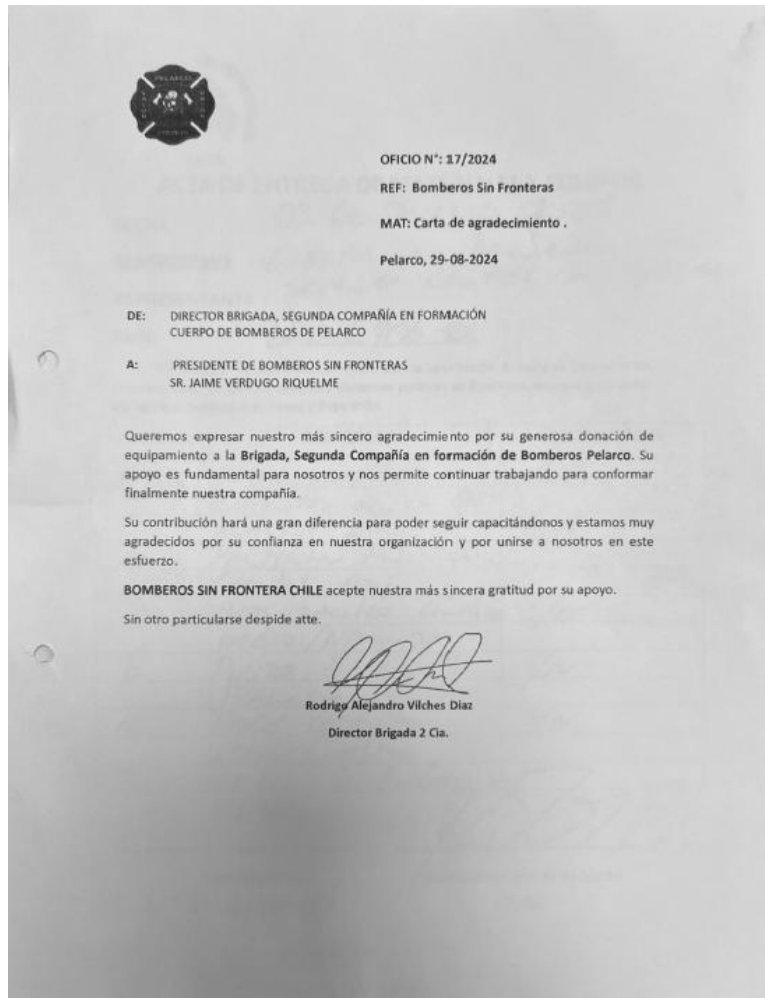 PELARCO
OFICIO N°: 17/2024
REF: Bomberos Sin Fronteras
MAT: Carta de agradecimiento .
Pelarco, 29-08-2024
DE: DIRECTOR BRIGADA, SEGUNDA COMPAÑÍA EN FORMACIÓN
CUERPO DE BOMBEROS DE PELARCO
A: PRESIDENTE DE BOMBEROS SIN FRONTERAS
SR. JAIME VERDUGO RIQUELME
Queremos expresar nuestro más sincero agradecimiento por su generosa donación de
equipamiento a la Brigada, Segunda Compañía en formación de Bomberos Pelarco. Su
apoyo es fundamental para nosotros y nos permite continuar trabajando para conformar
finalmente nuestra compañía.
Su contribución hará una gran diferencia para poder seguir capacitándonos y estamos muy
agradecidos por su confianza en nuestra organización y por unirse a nosotros en este
esfuerzo.
BOMBEROS SIN FRONTERA CHILE acepte nuestra más sincera gratitud por su apoyo.
Sin otro particularse despide atte.
Rodrigo Alejandro Vilches Diaz
Director Brigada 2 Cia.